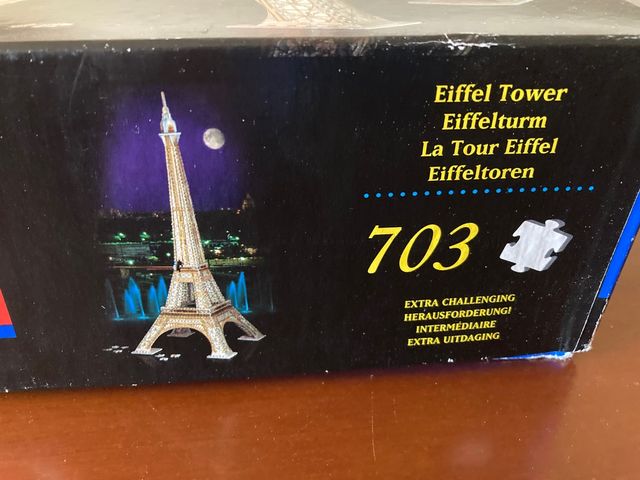 Eiffel Tower
Eiffelturm
La Tour Eiffel
Eiffeltoren
703
EXTRA CHALLENGING
HERAUSFORDERUNG!
INTERMÉDIAIRE
EXTRA UITDAGING